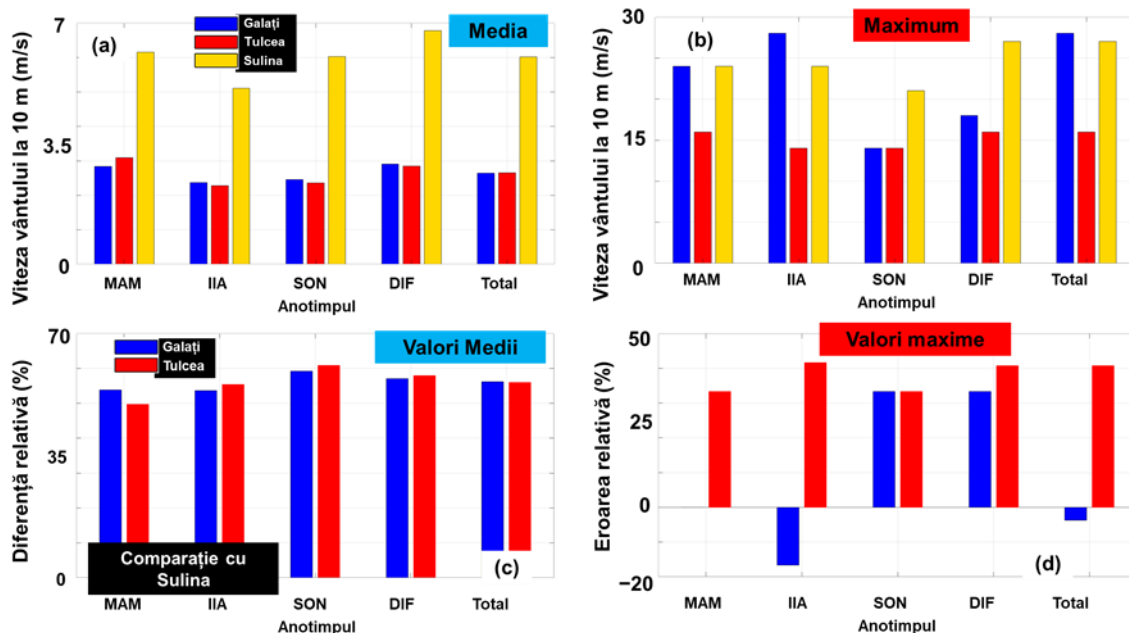 Viteza vântului la 10 m (m/s)
7
3.5
0
(a)
Galați
Tulcea
Sulina
Media
MAM
IIA
SON
DIF
Total
Anotimpul
Viteza vântului la 10 m (m/s)
30
15
0
(b)
Maximum
MAM
IIA
SON
DIF
Total
Anotimpul
Diferență relativă (%)
70
35
0
Galați
Tulcea
Valori Medii
Comparație cu
Sulina
(c)
MAM
IIA
SON
DIF
Total
Anotimpul
Eroarea relativă (%)
50
25
0
−20
Valori maxime
(d)
MAM
IIA
SON
DIF
Total
Anotimpul